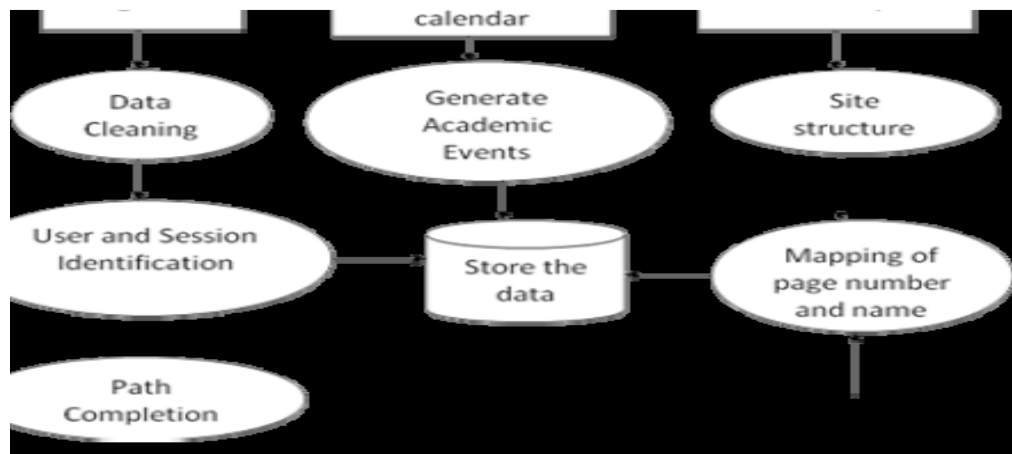 calendar
Data
Cleaning
Generate
Academic
Events
Site
structure
User and Session
Identification
Store the
data
Mapping of
page number
and name
Path
Completion